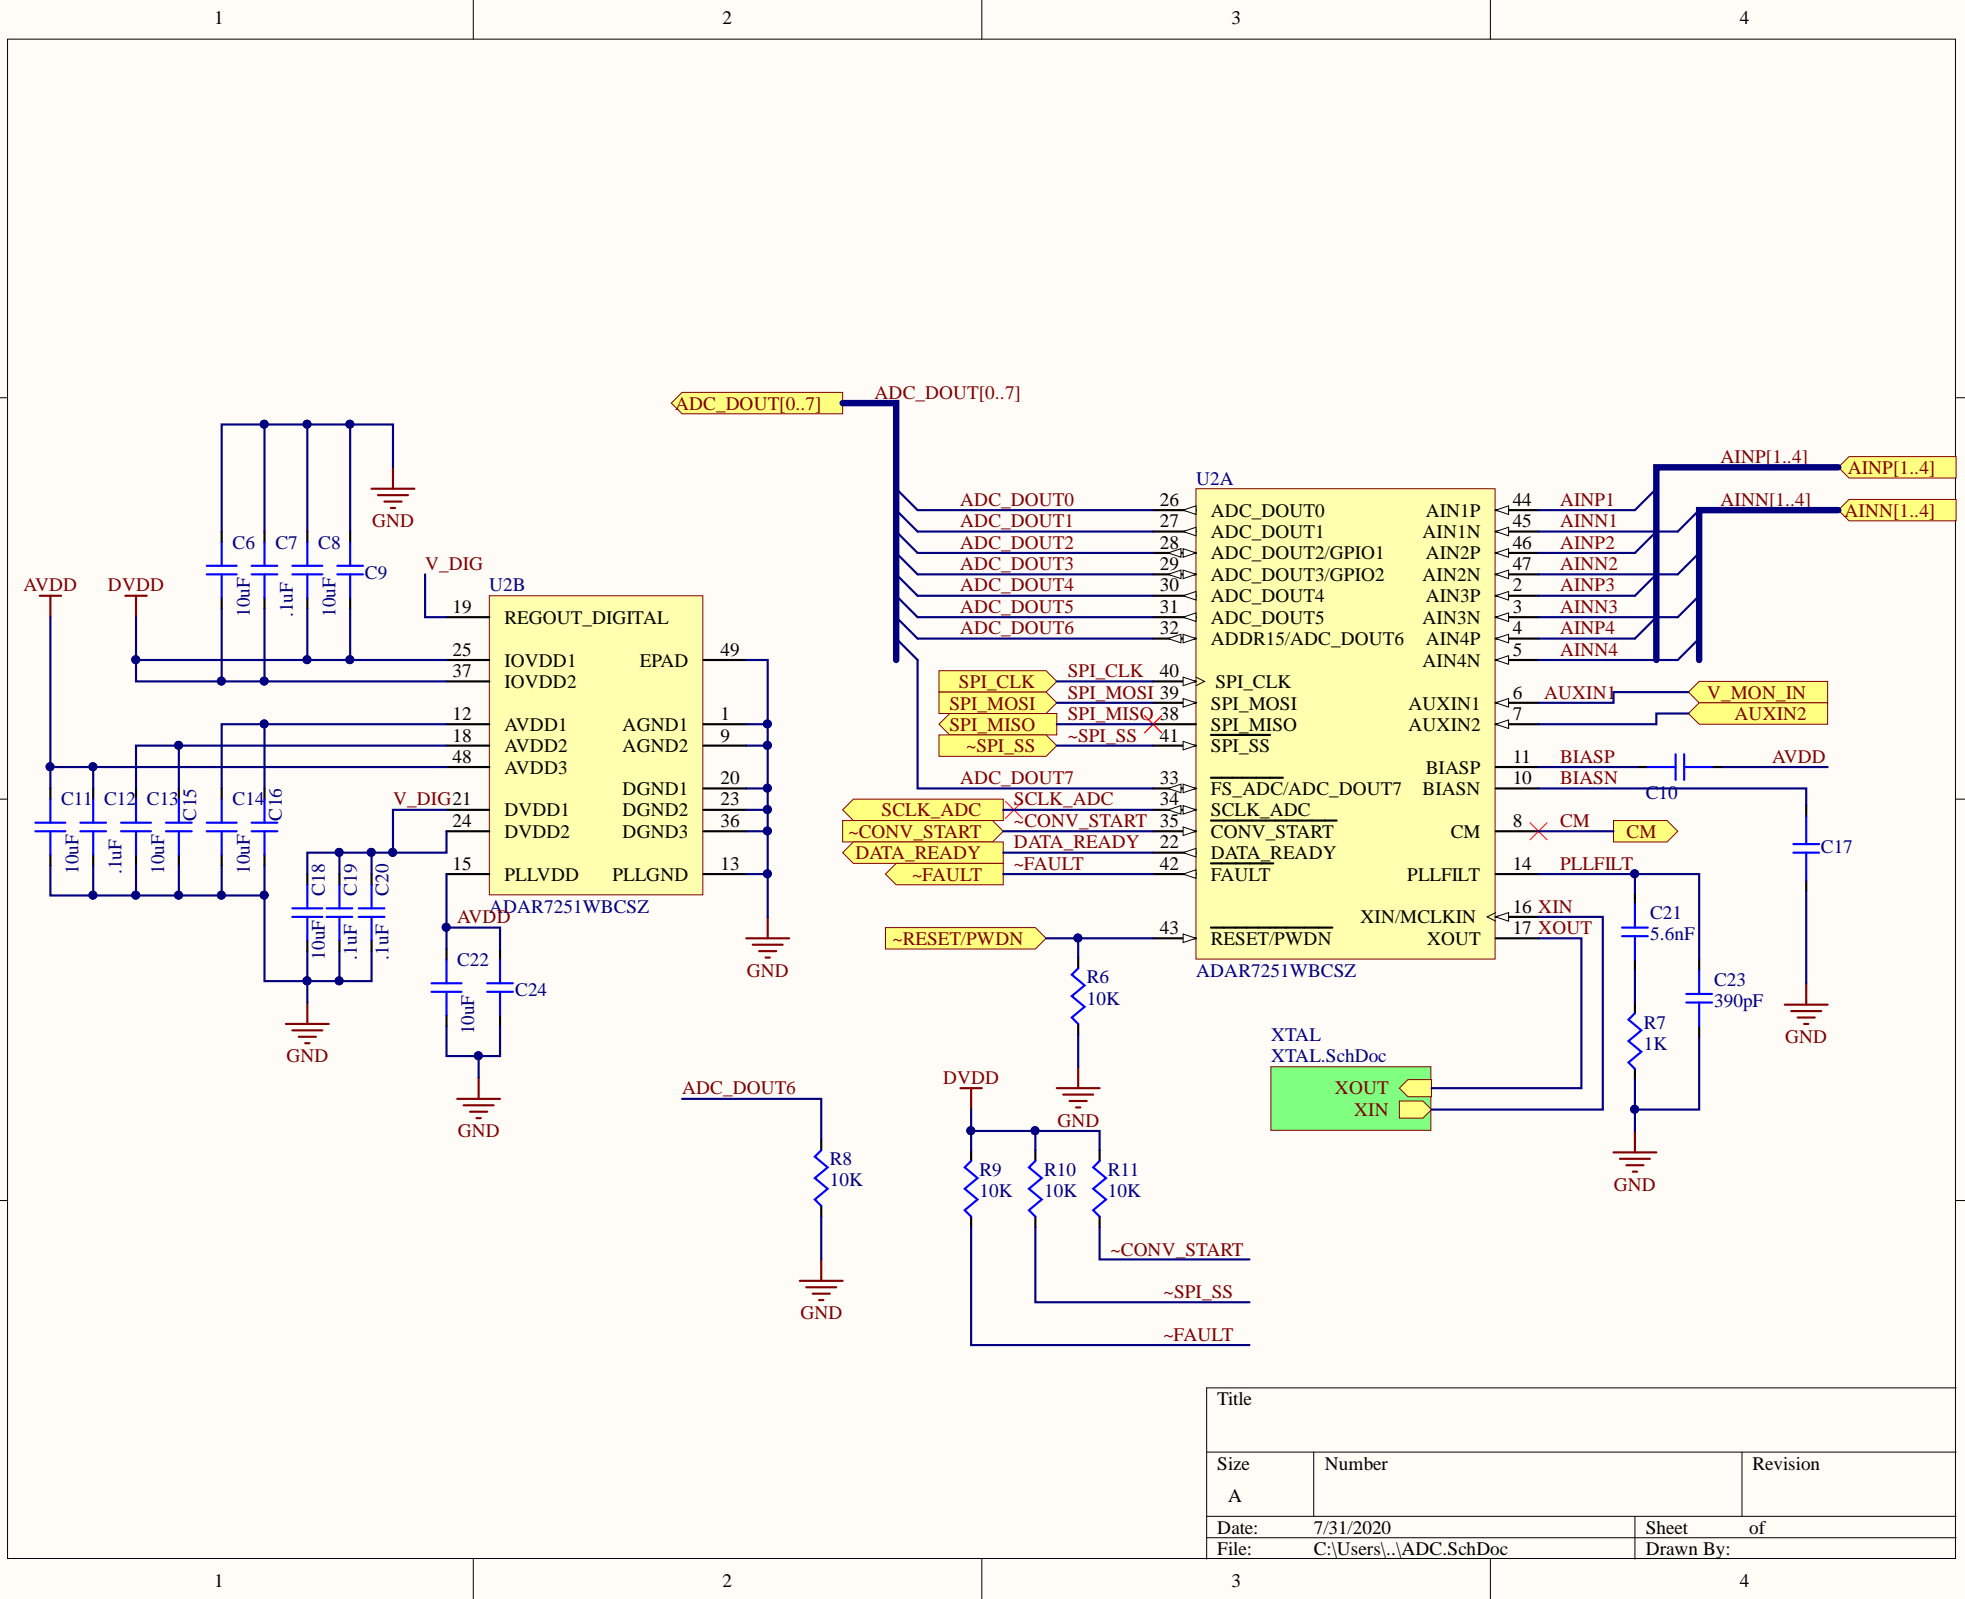 1 2 3 4
ADC_DOUT[0..7]
ADC_DOUT[0..7]
AINP[1..4]
AINP[1..4]
AINN[1..4]
AINN[1..4]
GND
C6 C7 C8 C9
10uF .1uF 10uF
AVDD DVDD
V_DIG
U2B
19 REGOUT_DIGITAL
25 IOVDD1 EPAD 49
37 IOVDD2
12 AVDD1 AGND1 1
18 AVDD2 AGND2 9
48 AVDD3
DGND1 20
V_DIG 21 DVDD1 DGND2 23
24 DVDD2 DGND3 36
15 PLLVDD PLLGND 13
ADAR7251WBCSZ
AVDD
C11 C12 C13 C15 C14 C16
10uF .1uF 10uF 10uF
C18 C19 C20
10uF .1uF .1uF
GND
C22 C24
10uF
GND
GND
U2A
ADC_DOUT0 26 ADC_DOUT0 AIN1P 44 AINP1
ADC_DOUT1 27 ADC_DOUT1 AIN1N 45 AINN1
ADC_DOUT2 28 ADC_DOUT2/GPIO1 AIN2P 46 AINP2
ADC_DOUT3 29 ADC_DOUT3/GPIO2 AIN2N 47 AINN2
ADC_DOUT4 30 ADC_DOUT4 AIN3P 2 AINP3
ADC_DOUT5 31 ADC_DOUT5 AIN3N 3 AINN3
ADC_DOUT6 32 ADDR15/ADC_DOUT6 AIN4P 4 AINP4
AIN4N 5 AINN4
SPI_CLK SPI_CLK 40 SPI_CLK
SPI_MOSI SPI_MOSI 39 SPI_MOSI AUXIN1 6 AUXIN1 V_MON_IN
SPI_MISO SPI_MISO 38 SPI_MISO AUXIN2 7 AUXIN2
~SPI_SS ~SPI_SS 41 SPI_SS
BIASP 11 BIASP AVDD
ADC_DOUT7 33 FS_ADC/ADC_DOUT7 BIASN 10 BIASN C10
SCLK_ADC SCLK_ADC 34 SCLK_ADC
~CONV_START ~CONV_START 35 CONV_START CM 8 CM CM
DATA_READY DATA_READY 22 DATA_READY
~FAULT ~FAULT 42 FAULT PLLFILT 14 PLLFILT
XIN/MCLKIN 16 XIN
~RESET/PWDN 43 RESET/PWDN XOUT 17 XOUT
ADAR7251WBCSZ
C17
GND
C21
5.6nF
C23
390pF
R7
1K
GND
R6
10K
GND
XTAL
XTAL.SchDoc
XOUT
XIN
ADC_DOUT6
R8
10K
GND
DVDD
R9 R10 R11
10K 10K 10K
~CONV_START
~SPI_SS
~FAULT
Title
Size Number Revision
A
Date: 7/31/2020 Sheet of
File: C:\Users\..\ADC.SchDoc Drawn By:
1 2 3 4